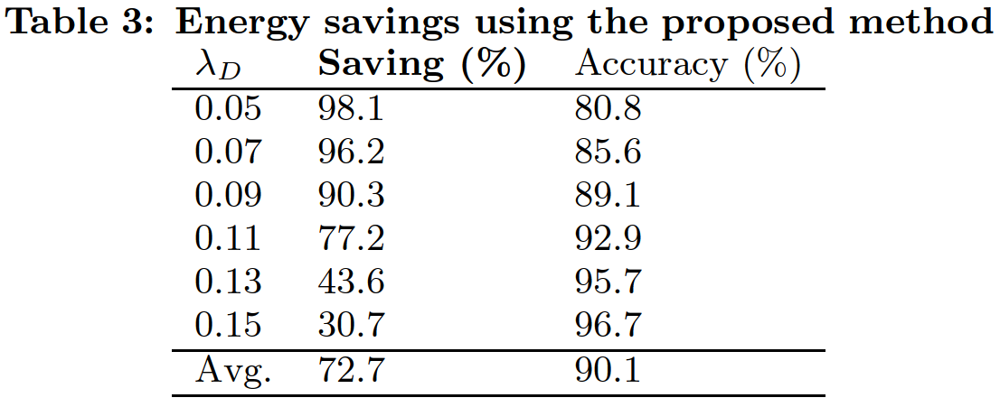 Table 3: Energy savings using the proposed method
λ_D Saving (%) Accuracy (%)
0.05 98.1 80.8
0.07 96.2 85.6
0.09 90.3 89.1
0.11 77.2 92.9
0.13 43.6 95.7
0.15 30.7 96.7
Avg. 72.7 90.1